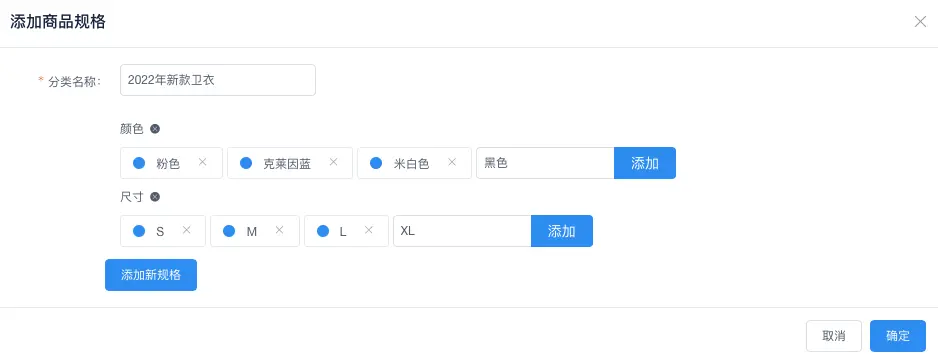 添加商品规格
* 分类名称: 2022年新款卫衣
颜色
粉色 克莱因蓝 米白色 黑色 添加
尺寸
S M L XL 添加
添加新规格
取消 确定